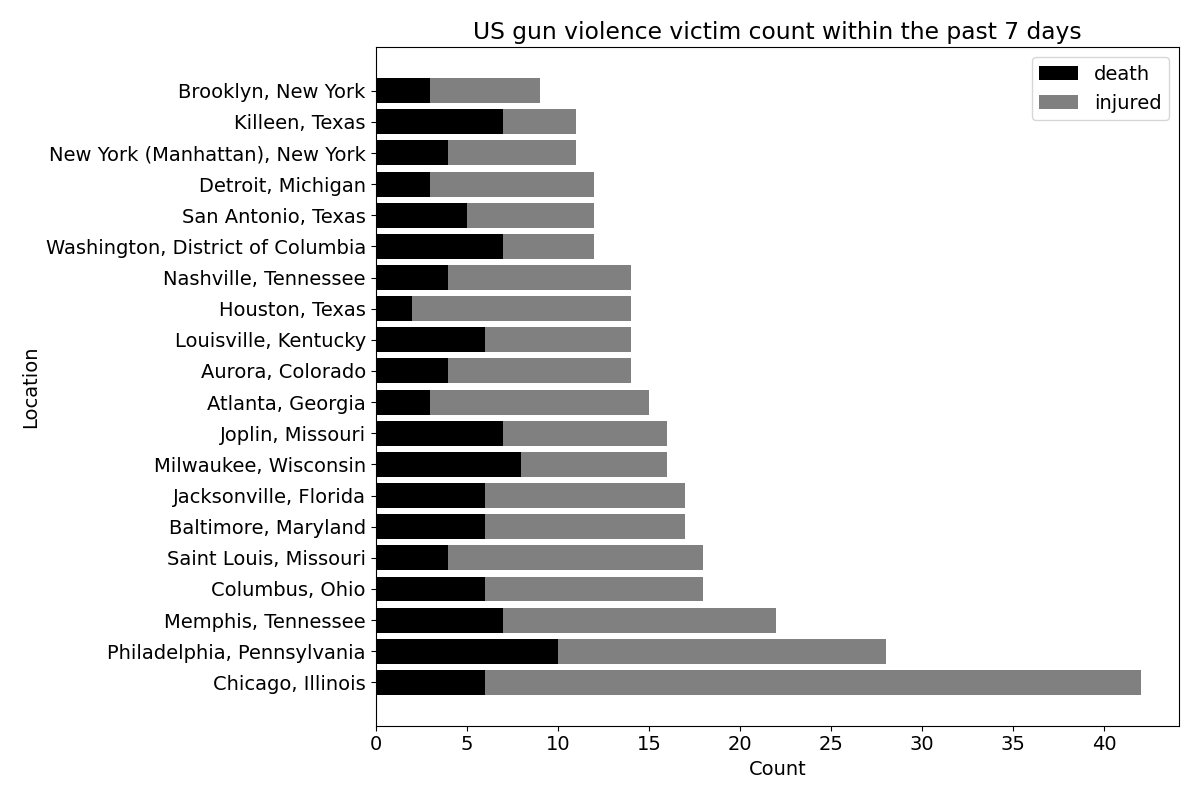 US gun violence victim count within the past 7 days
death
injured
Brooklyn, New York
Killeen, Texas
New York (Manhattan), New York
Detroit, Michigan
San Antonio, Texas
Washington, District of Columbia
Nashville, Tennessee
Houston, Texas
Louisville, Kentucky
Aurora, Colorado
Atlanta, Georgia
Joplin, Missouri
Milwaukee, Wisconsin
Jacksonville, Florida
Baltimore, Maryland
Saint Louis, Missouri
Columbus, Ohio
Memphis, Tennessee
Philadelphia, Pennsylvania
Chicago, Illinois
Location
0 5 10 15 20 25 30 35 40
Count